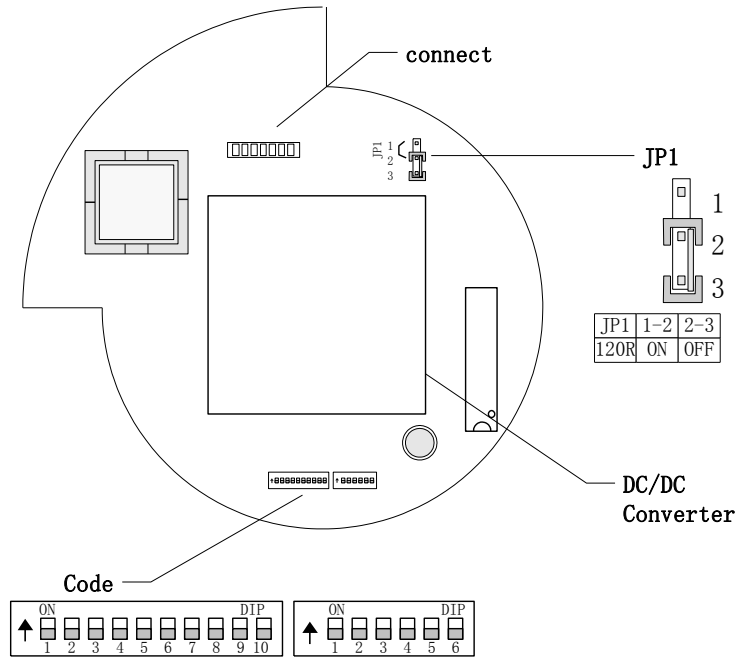 connect
JP1
1
2
3
JP1
1
2
3
JP1 1-2 2-3
120R ON OFF
DC/DC
Converter
Code
ON DIP
1 2 3 4 5 6 7 8 9 10
ON DIP
1 2 3 4 5 6